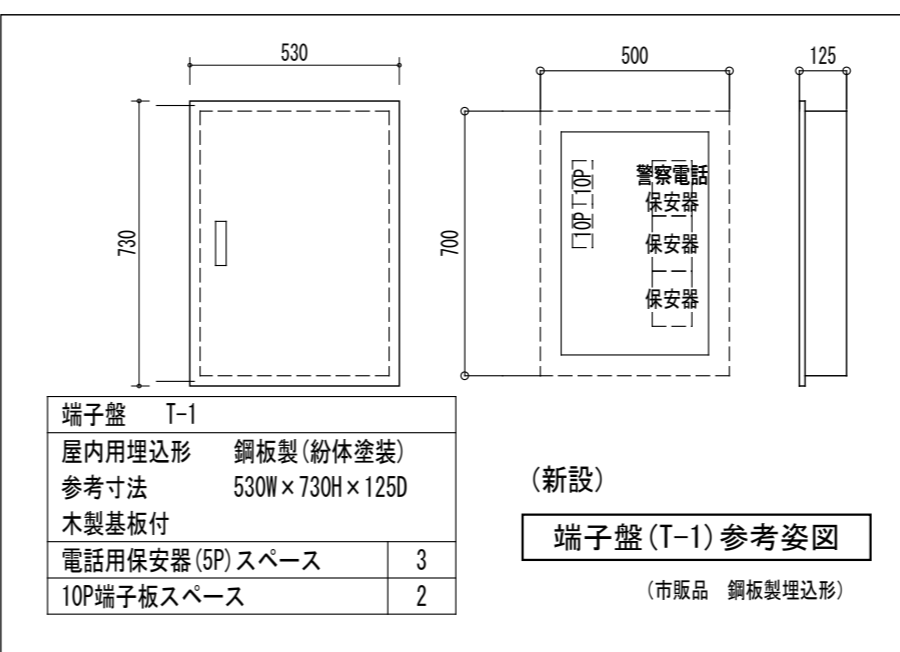 530
500
125
730
700
10P
10P
警察電話
保安器
保安器
保安器
端子盤 T-1
屋内用埋込形 鋼板製(紛体塗装)
参考寸法 530W×730H×125D
木製基板付
電話用保安器(5P)スペース 3
10P端子板スペース 2
(新設)
端子盤(T-1)参考姿図
(市販品 鋼板製埋込形)